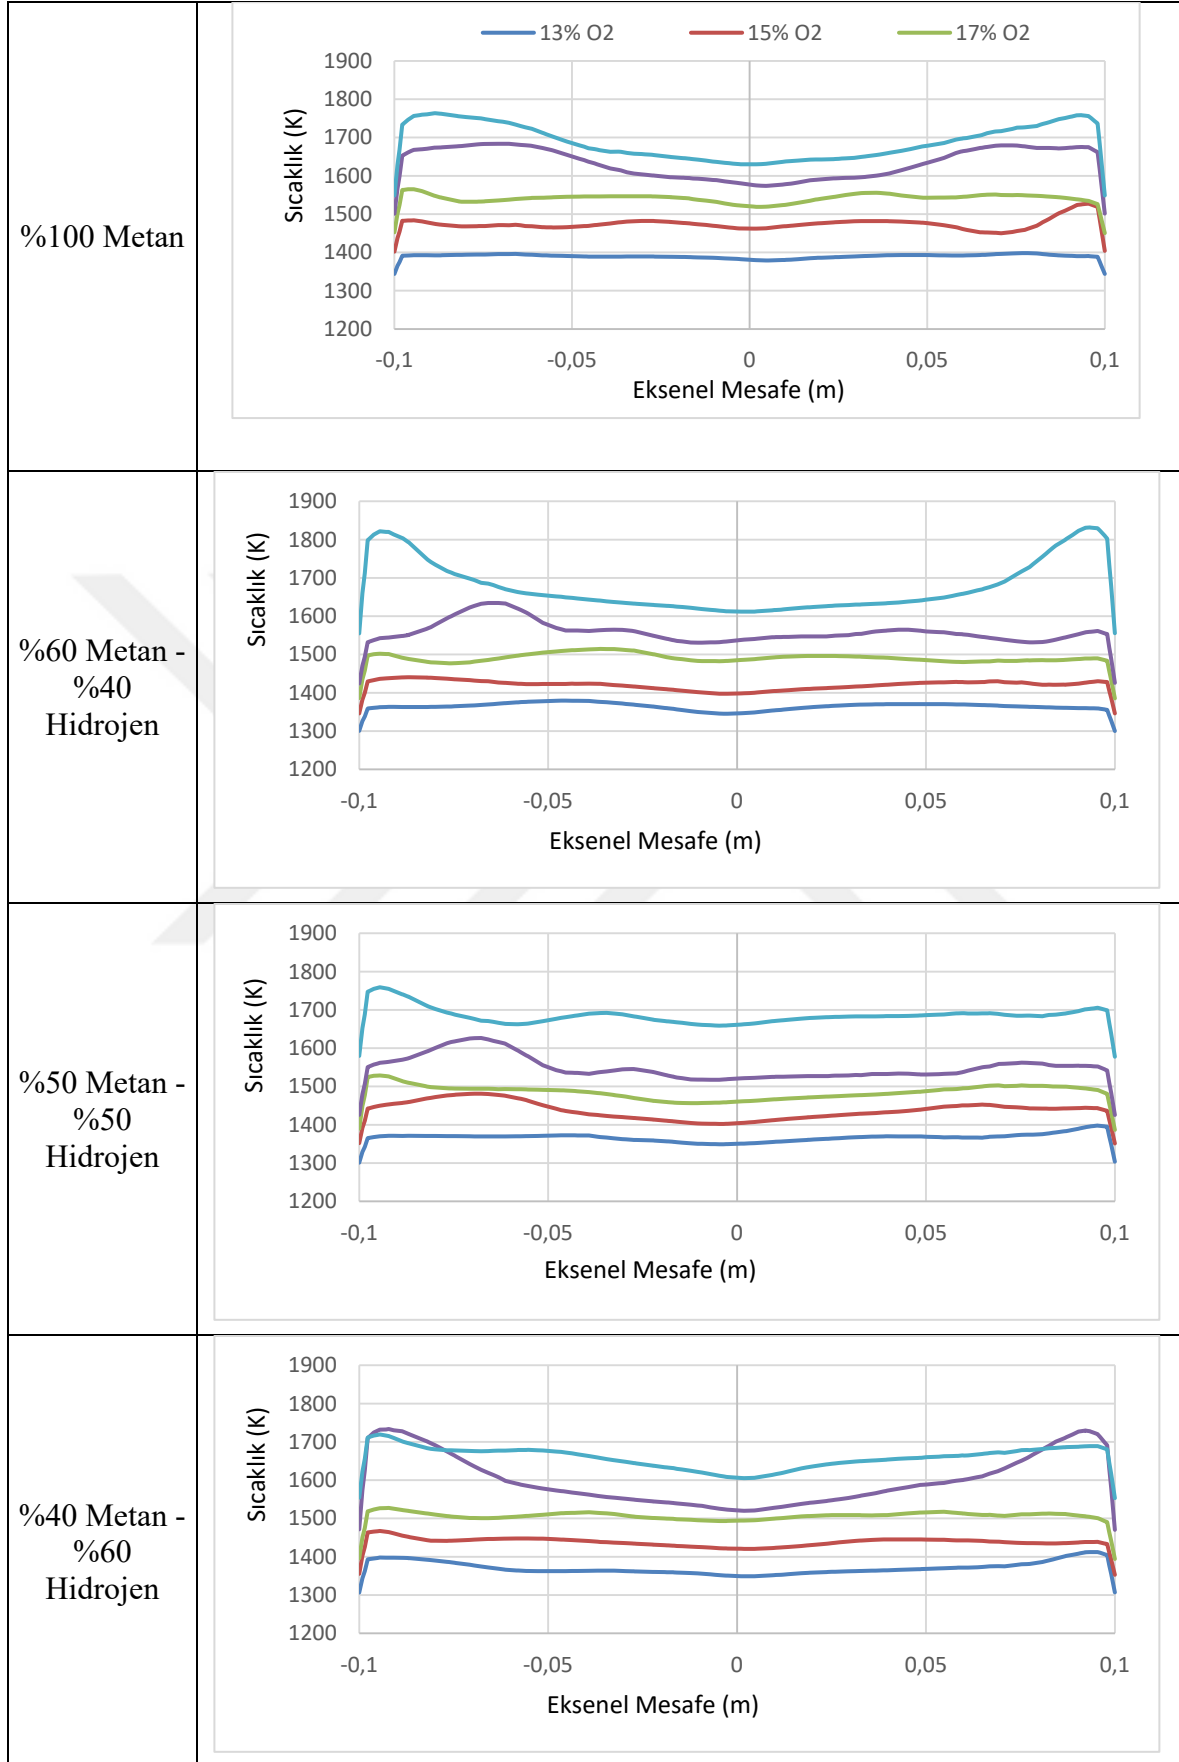 %100 Metan
13% O2 15% O2 17% O2
Sıcaklık (K)
1900
1800
1700
1600
1500
1400
1300
1200
-0,1 -0,05 0 0,05 0,1
Eksenel Mesafe (m)
%60 Metan -
%40
Hidrojen
Sıcaklık (K)
1900
1800
1700
1600
1500
1400
1300
1200
-0,1 -0,05 0 0,05 0,1
Eksenel Mesafe (m)
%50 Metan -
%50
Hidrojen
Sıcaklık (K)
1900
1800
1700
1600
1500
1400
1300
1200
-0,1 -0,05 0 0,05 0,1
Eksenel Mesafe (m)
%40 Metan -
%60
Hidrojen
Sıcaklık (K)
1900
1800
1700
1600
1500
1400
1300
1200
-0,1 -0,05 0 0,05 0,1
Eksenel Mesafe (m)